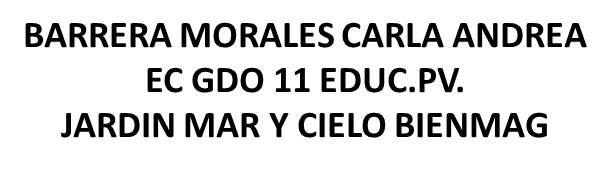 BARRERA MORALES CARLA ANDREA
EC GDO 11 EDUC.PV.
JARDIN MAR Y CIELO BIENMAG